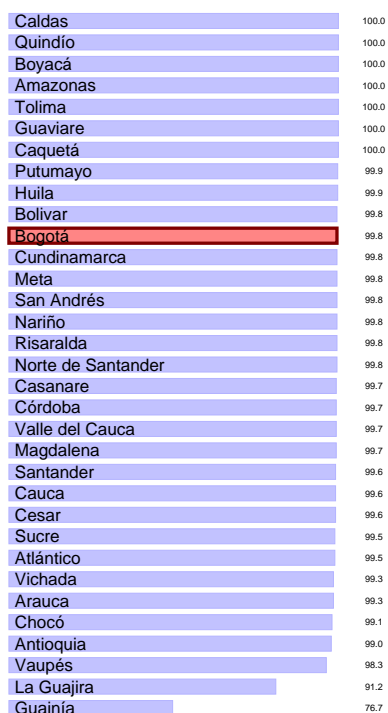 Caldas 100.0
Quindío 100.0
Boyacá 100.0
Amazonas 100.0
Tolima 100.0
Guaviare 100.0
Caquetá 100.0
Putumayo 99.9
Huila 99.9
Bolivar 99.8
Bogotá 99.8
Cundinamarca 99.8
Meta 99.8
San Andrés 99.8
Nariño 99.8
Risaralda 99.8
Norte de Santander 99.8
Casanare 99.7
Córdoba 99.7
Valle del Cauca 99.7
Magdalena 99.7
Santander 99.6
Cauca 99.6
Cesar 99.6
Sucre 99.5
Atlántico 99.5
Vichada 99.3
Arauca 99.3
Chocó 99.1
Antioquia 99.0
Vaupés 98.3
La Guajira 91.2
Guainía 76.7